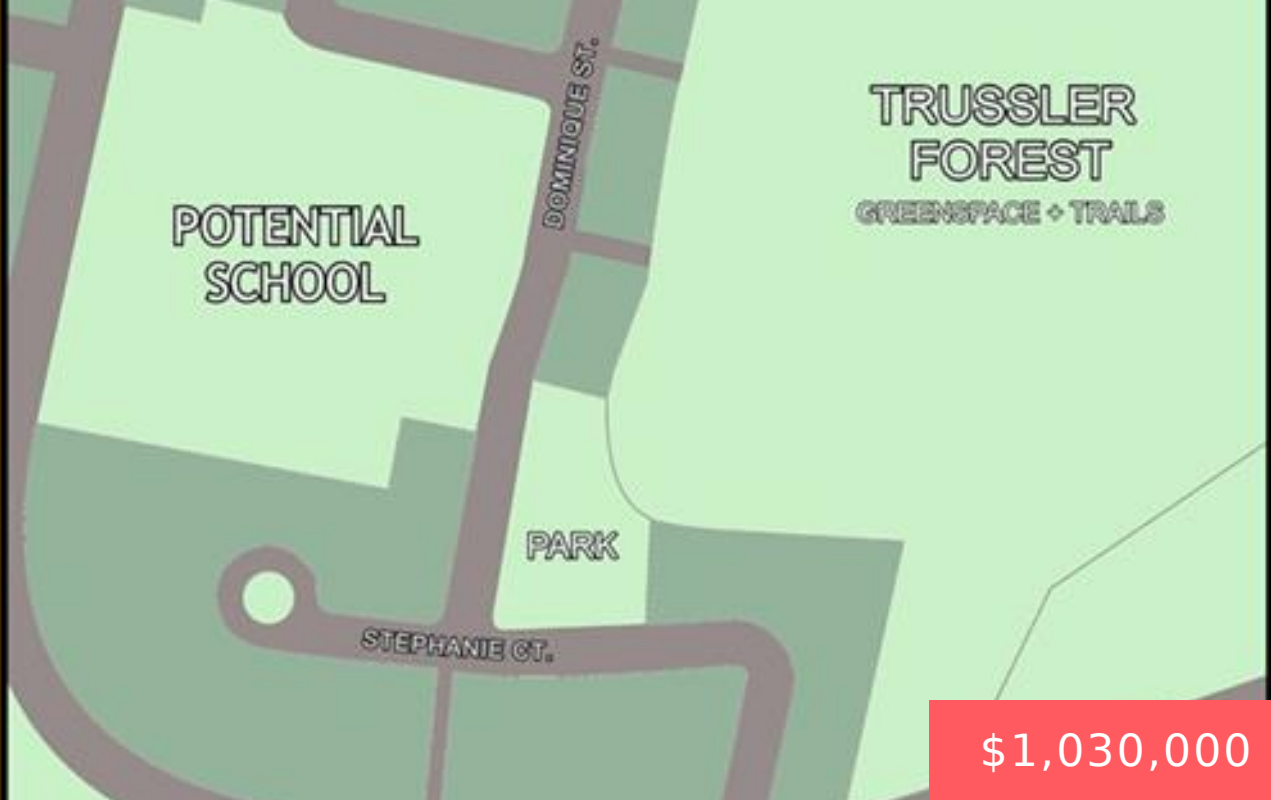 DOMINIQUE ST.
TRUSSLER
FOREST
GREENSPACE + TRAILS
POTENTIAL
SCHOOL
PARK
STEPHANIE CT.
$1,030,000